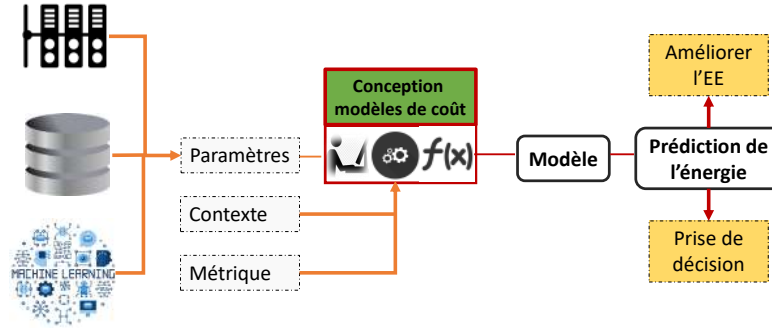 Améliorer
l'EE
Conception
modèles de coût
Paramètres
f(x)
Modèle
Prédiction de
l'énergie
Contexte
MACHINE LEARNING
Métrique
Prise de
décision